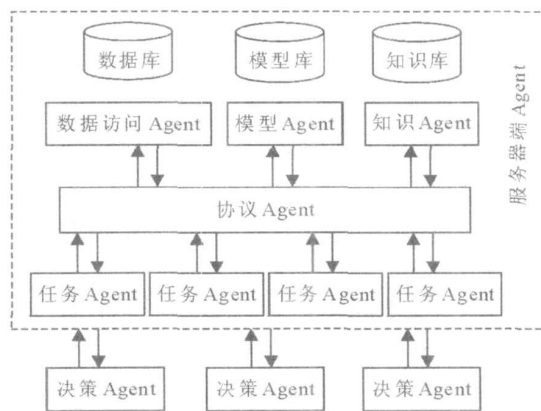 数据库
模型库
知识库
数据访问 Agent
模型 Agent
知识 Agent
服务器端 Agent
协议 Agent
任务 Agent
任务 Agent
任务 Agent
任务 Agent
决策 Agent
决策 Agent
决策 Agent